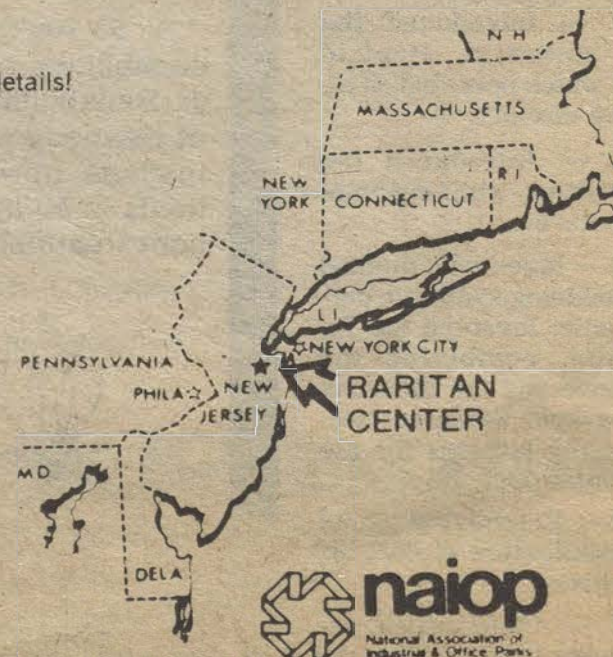 details!
N H
MASSACHUSETTS
NEW
YORK
CONNECTICUT
R I
L I
NEW YORK CITY
PENNSYLVANIA
PHILA
NEW
JERSEY
RARITAN
CENTER
MD
DELA
naiop
National Association of
Industrial & Office Parks